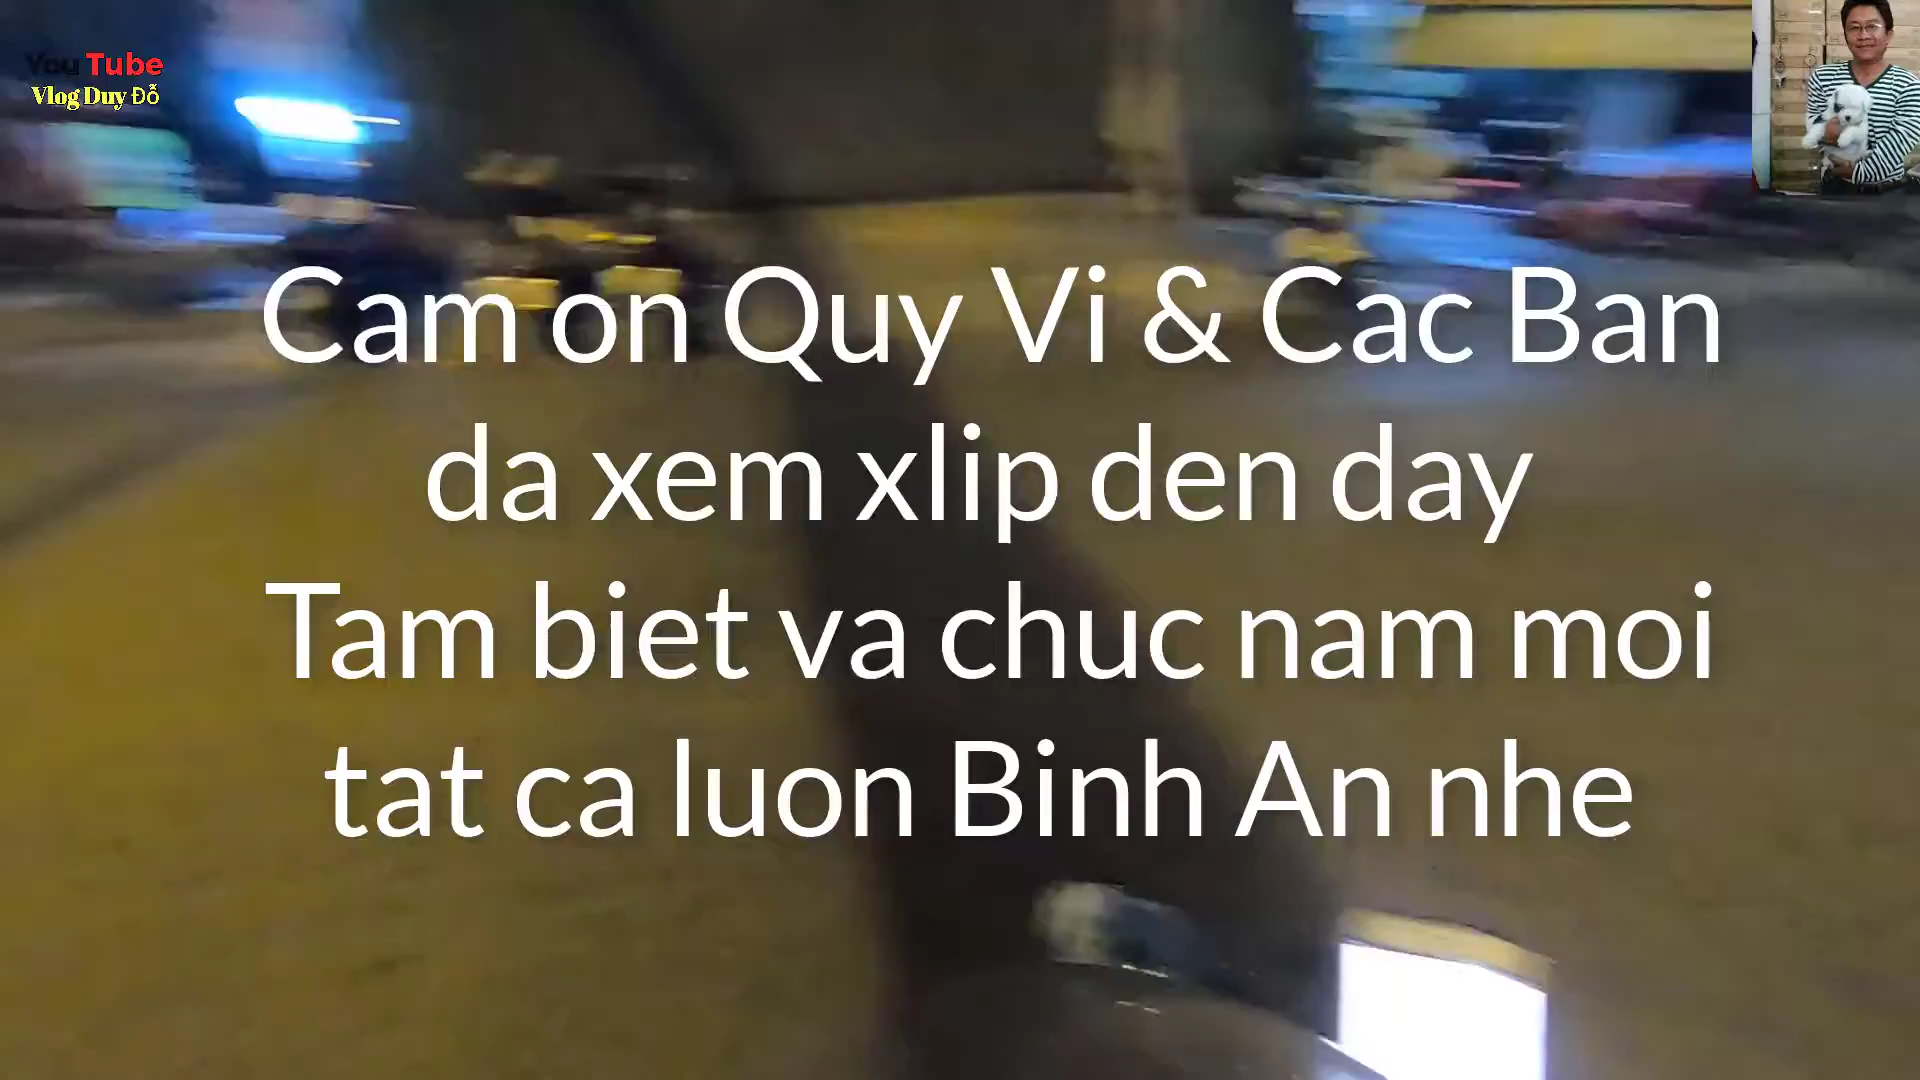 You Tube
Vlog Duy Đỗ
Cam on Quy Vi & Cac Ban
da xem xlip den day
Tam biet va chuc nam moi
tat ca luon Binh An nhe